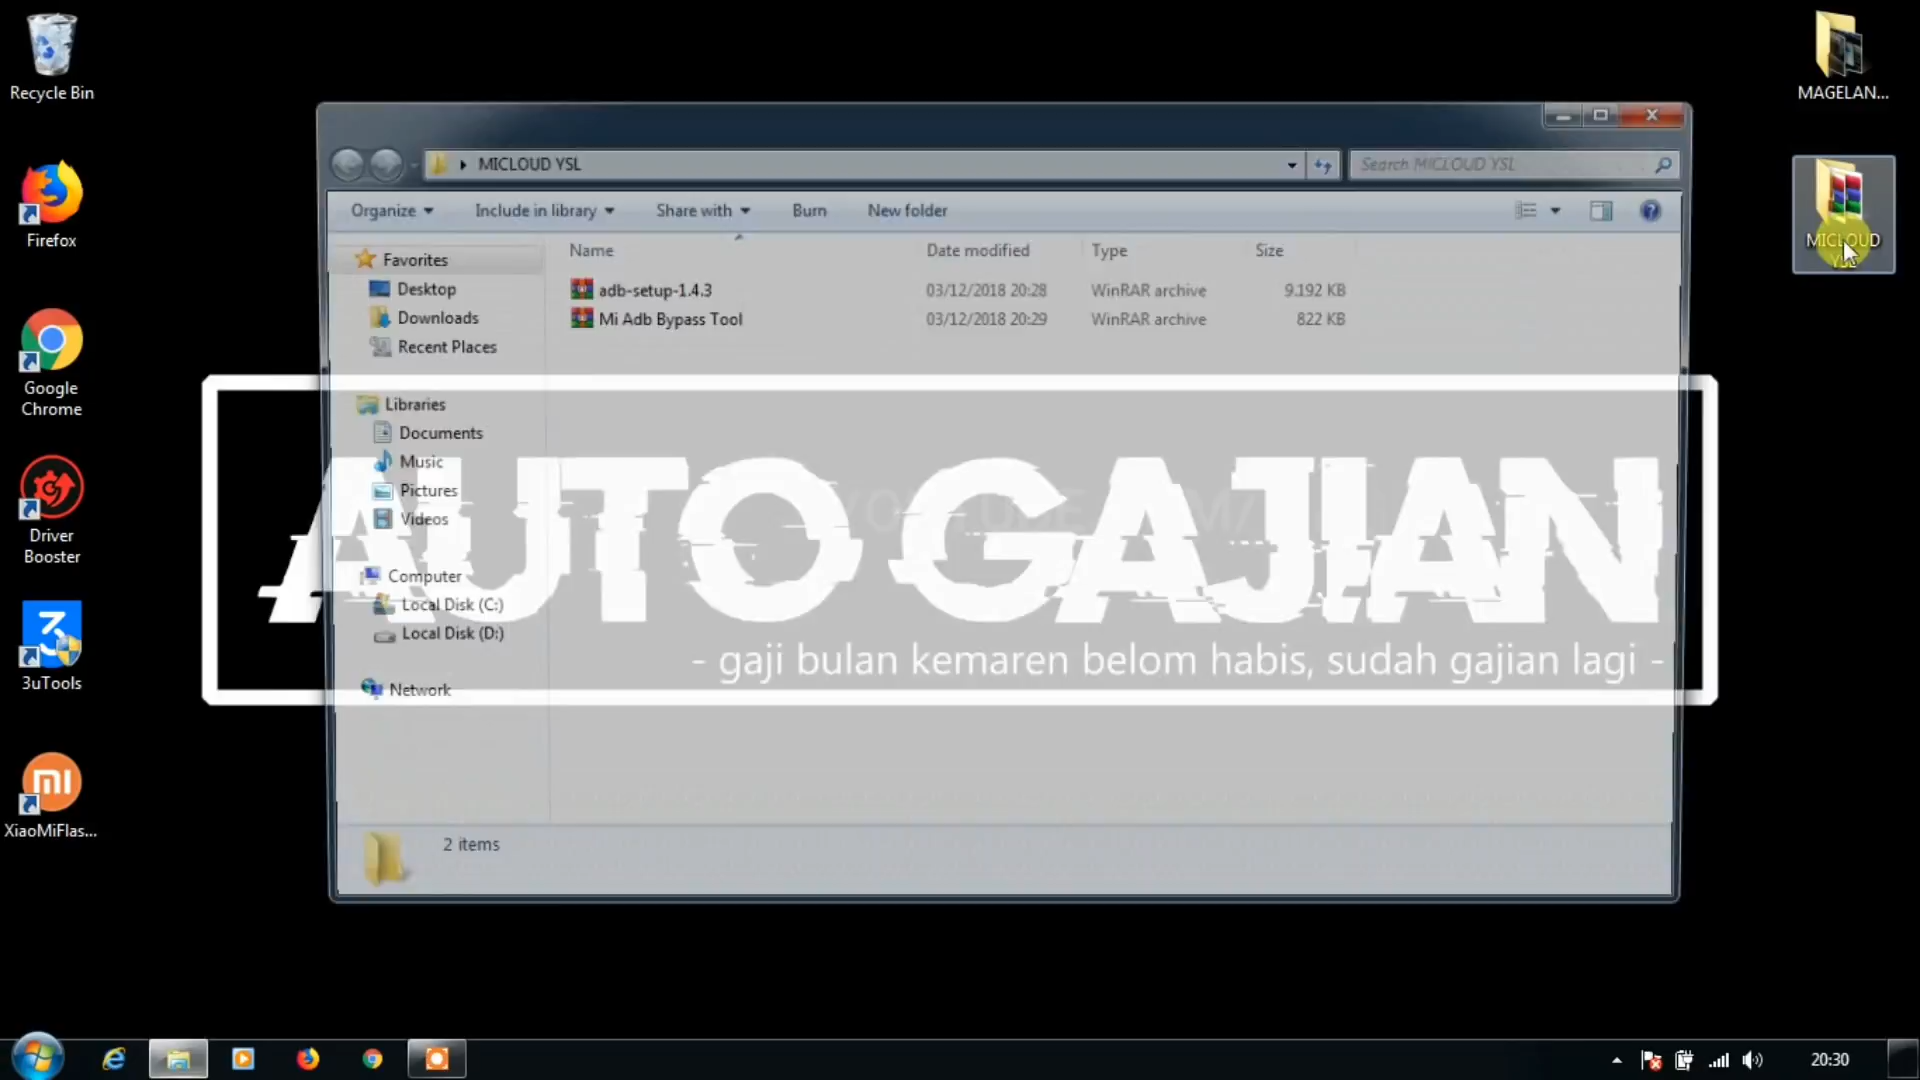 Recycle Bin
Firefox
Google
Chrome
Driver
Booster
3uTools
XiaoMiFlas...
MAGELAN...
MICLOUD
MICLOUD YSL
Search MICLOUD YSL
Organize
Include in library
Share with
Burn
New folder
Favorites
Desktop
Downloads
Recent Places
Libraries
Documents
Music
Pictures
Videos
Computer
Local Disk (C:)
Local Disk (D:)
Network
Name Date modified Type Size
adb-setup-1.4.3 03/12/2018 20:28 WinRAR archive 9.192 KB
Mi Adb Bypass Tool 03/12/2018 20:29 WinRAR archive 822 KB
AUTO GAJIAN
- gaji bulan kemaren belom habis, sudah gajian lagi -
2 items
20:30